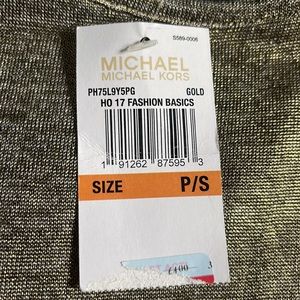 S589-0006
MICHAEL
MICHAEL KORS
PH75L9Y5PG GOLD
HO 17 FASHION BASICS
1 91262 87595 3
SIZE P/S